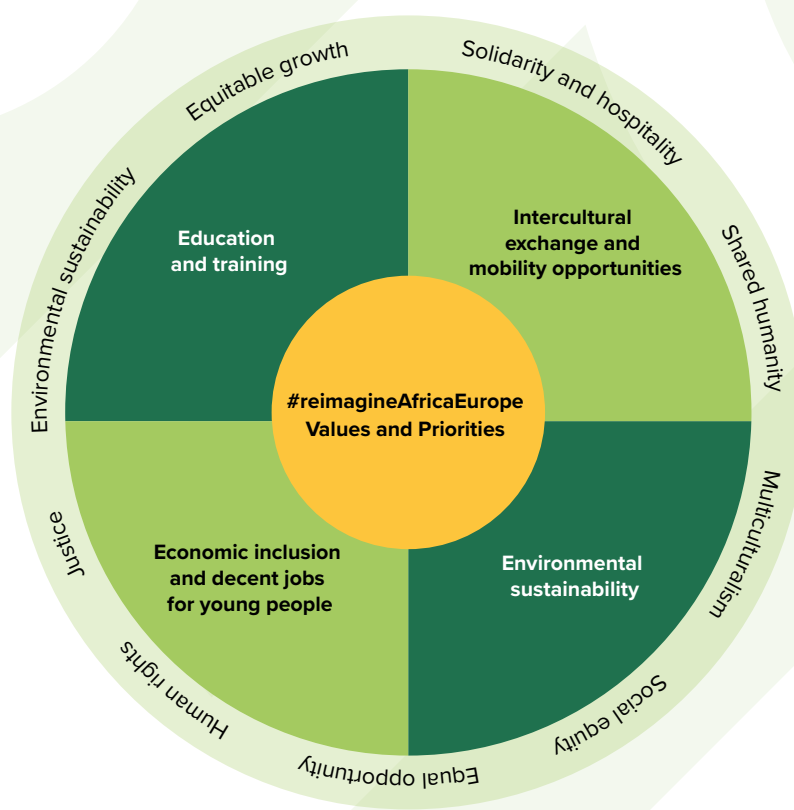 Equitable growth
Solidarity and hospitality
Environmental sustainability
Shared humanity
Education
and training
Intercultural
exchange and
mobility opportunities
#reimagineAfricaEurope
Values and Priorities
Economic inclusion
and decent jobs
for young people
Environmental
sustainability
Justice
Multiculturalism
Human rights
Social equity
Equal opportunity